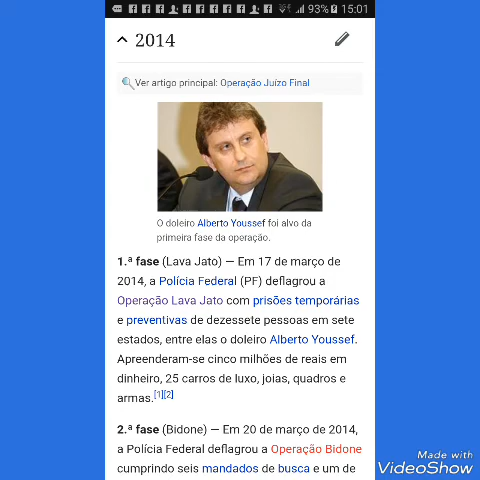 93% 15:01
2014
Ver artigo principal: Operação Juízo Final
O doleiro Alberto Youssef foi alvo da
primeira fase da operação.
1.ª fase (Lava Jato) — Em 17 de março de
2014, a Polícia Federal (PF) deflagrou a
Operação Lava Jato com prisões temporárias
e preventivas de dezessete pessoas em sete
estados, entre elas o doleiro Alberto Youssef.
Apreenderam-se cinco milhões de reais em
dinheiro, 25 carros de luxo, joias, quadros e
armas.[1][2]
2.ª fase (Bidone) — Em 20 de março de 2014,
a Polícia Federal deflagrou a Operação Bidone
cumprindo seis mandados de busca e um de
Made with
VideoShow